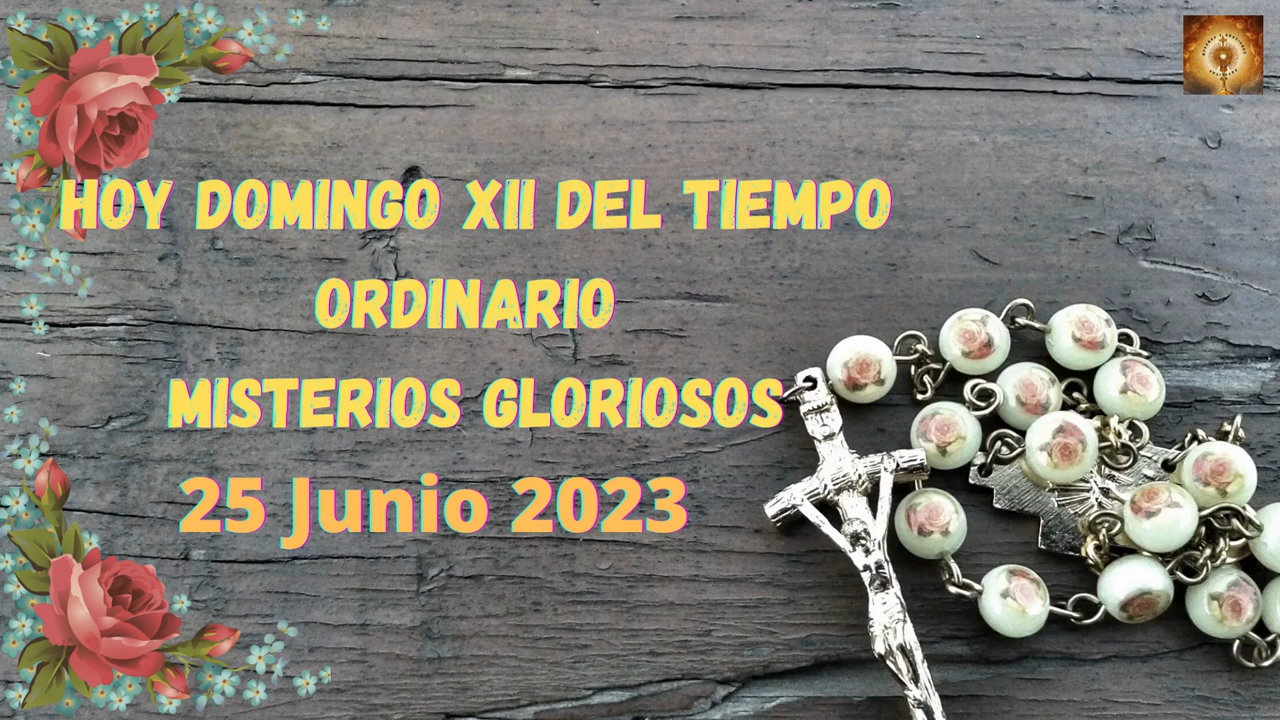 HOY DOMINGO XII DEL TIEMPO
ORDINARIO
MISTERIOS GLORIOSOS
25 Junio 2023